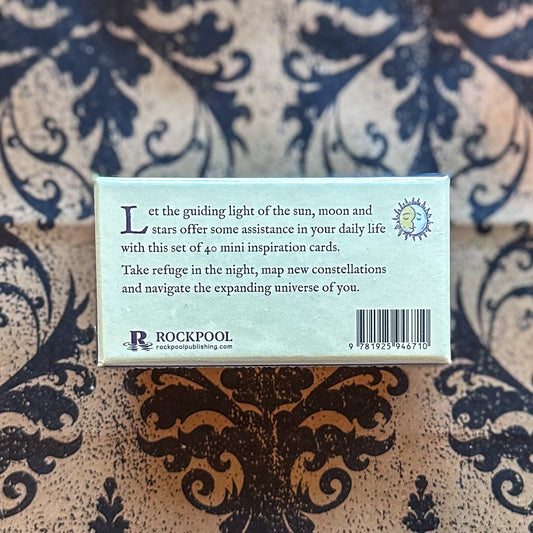 Let the guiding light of the sun, moon and
stars offer some assistance in your daily life
with this set of 40 mini inspiration cards.
Take refuge in the night, map new constellations
and navigate the expanding universe of you.
R ROCKPOOL
rockpoolpublishing.com
9 781925 946710